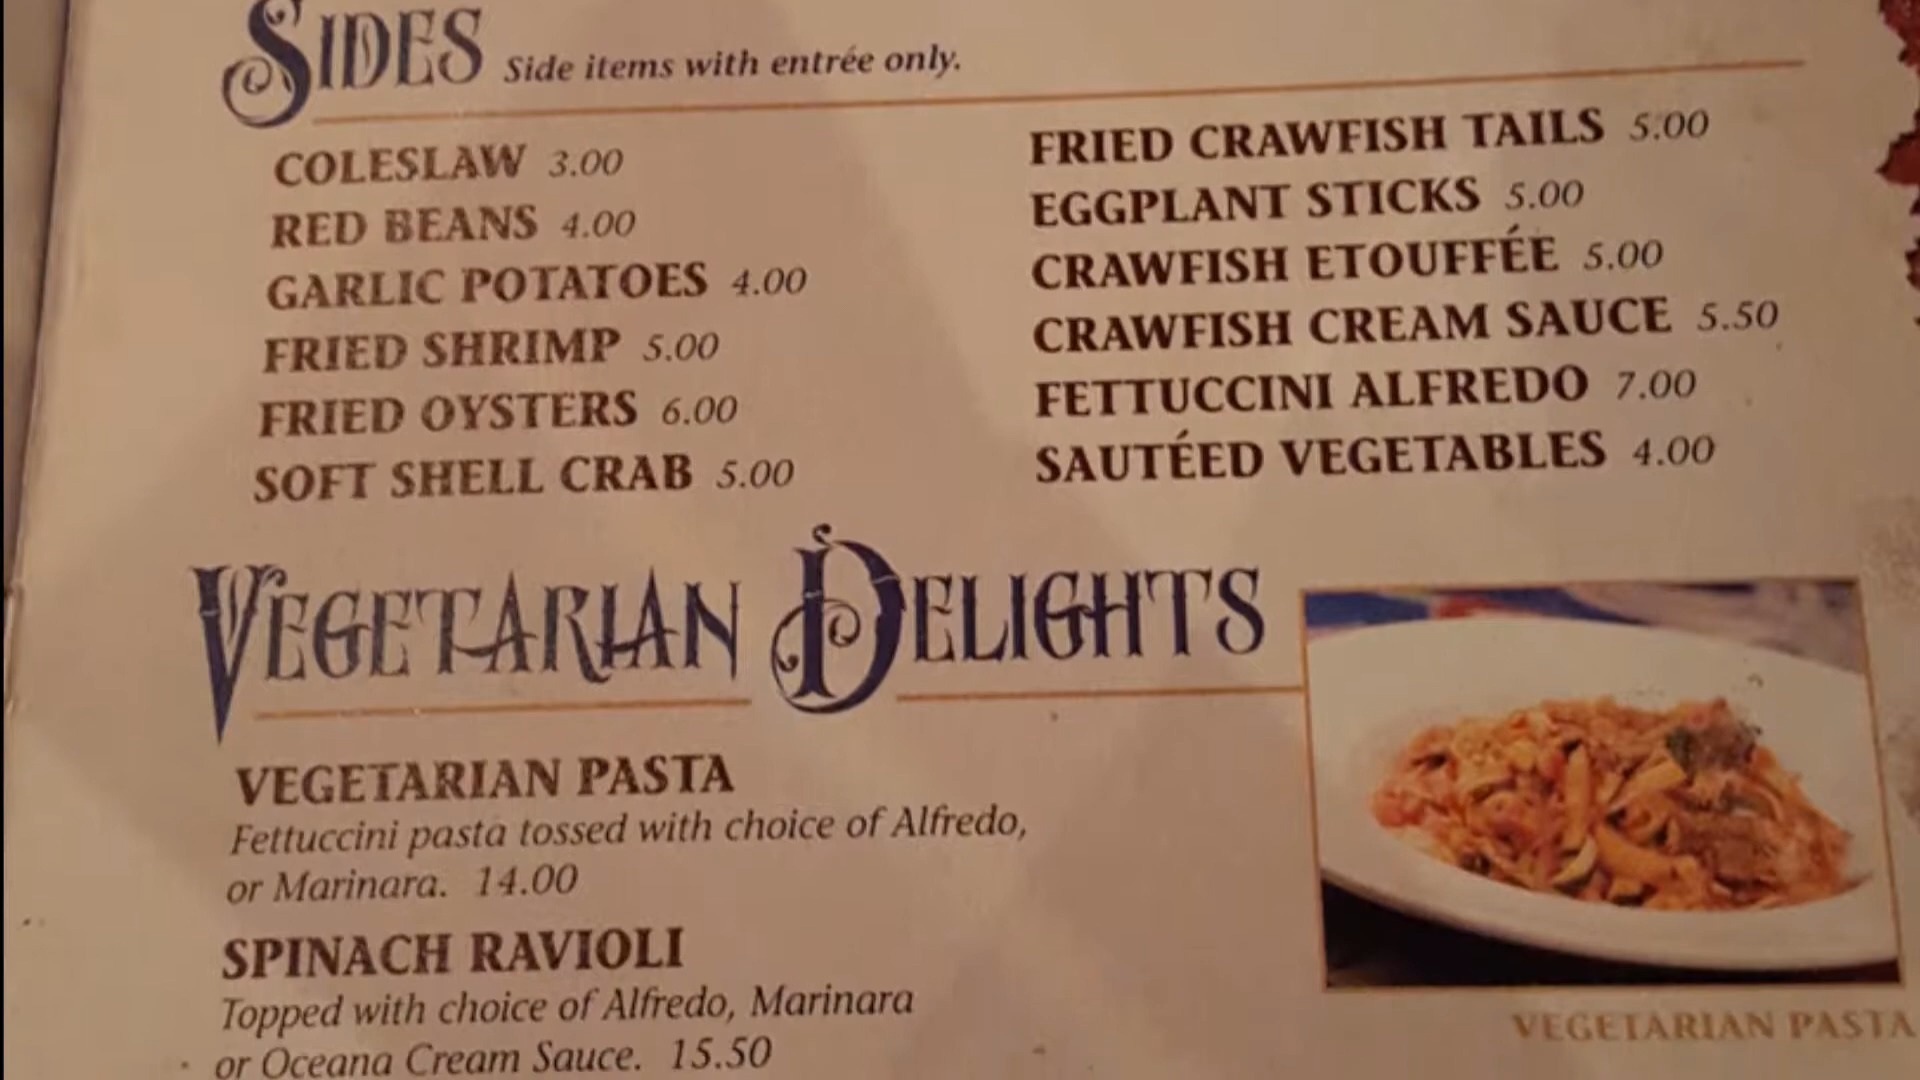 SIDES Side items with entrée only.
COLESLAW 3.00
RED BEANS 4.00
GARLIC POTATOES 4.00
FRIED SHRIMP 5.00
FRIED OYSTERS 6.00
SOFT SHELL CRAB 5.00
FRIED CRAWFISH TAILS 5.00
EGGPLANT STICKS 5.00
CRAWFISH ETOUFFÉE 5.00
CRAWFISH CREAM SAUCE 5.50
FETTUCCINI ALFREDO 7.00
SAUTÉED VEGETABLES 4.00
VEGETARIAN DELIGHTS
VEGETARIAN PASTA
Fettuccini pasta tossed with choice of Alfredo,
or Marinara. 14.00
SPINACH RAVIOLI
Topped with choice of Alfredo, Marinara
or Oceana Cream Sauce. 15.50
VEGETARIAN PASTA